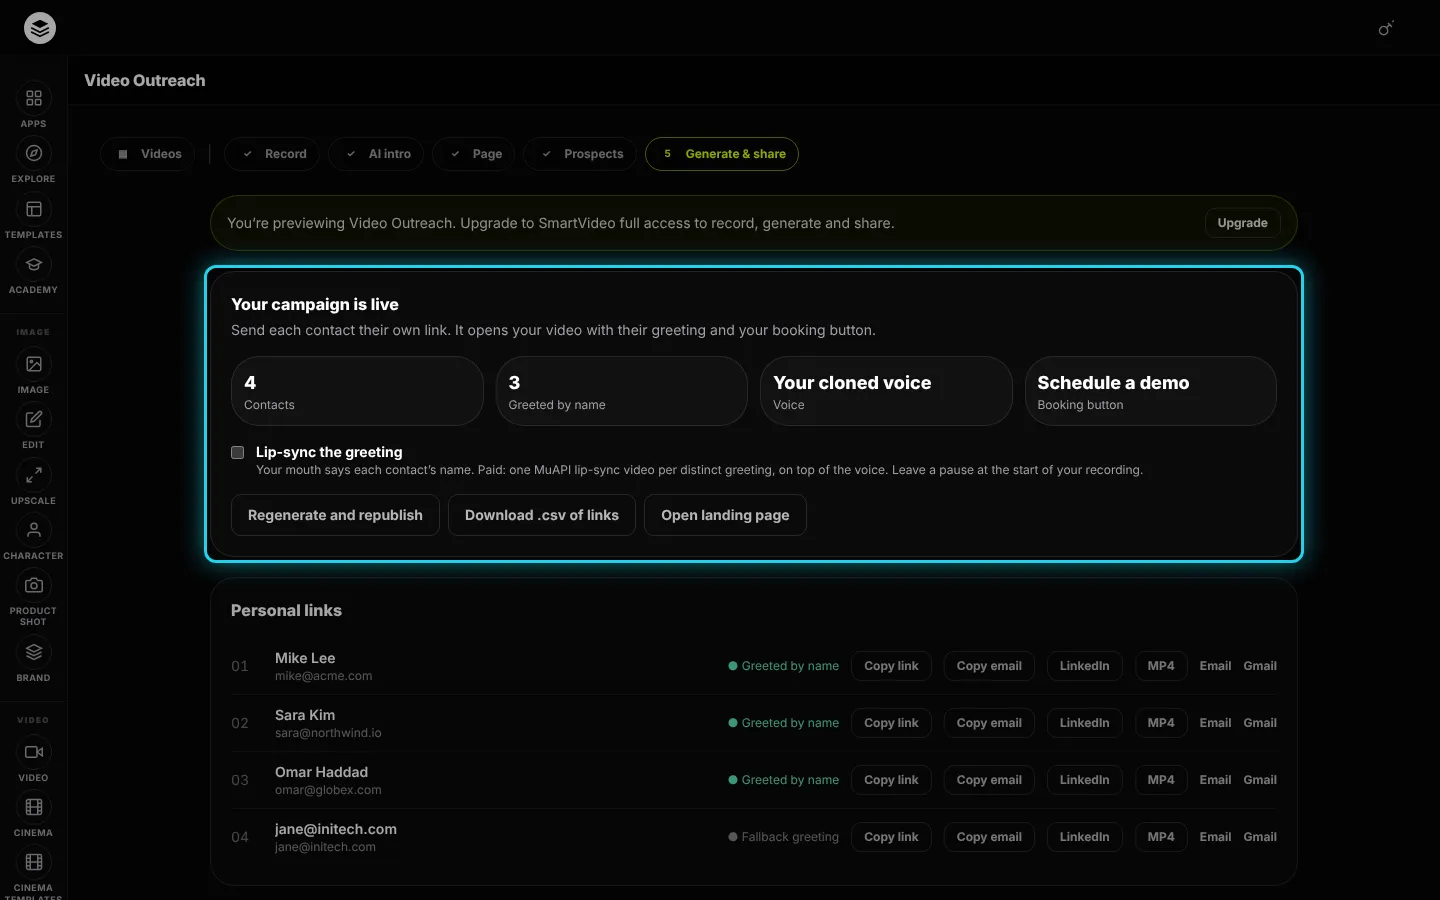 Video Outreach
APPS
EXPLORE
TEMPLATES
ACADEMY
IMAGE
IMAGE
EDIT
UPSCALE
CHARACTER
PRODUCT
SHOT
BRAND
VIDEO
VIDEO
CINEMA
CINEMA
TEMPLATES
Videos
Record
AI intro
Page
Prospects
5 Generate & share
You're previewing Video Outreach. Upgrade to SmartVideo full access to record, generate and share.
Upgrade
Your campaign is live
Send each contact their own link. It opens your video with their greeting and your booking button.
4
Contacts
3
Greeted by name
Your cloned voice
Voice
Schedule a demo
Booking button
Lip-sync the greeting
Your mouth says each contact's name. Paid: one MuAPI lip-sync video per distinct greeting, on top of the voice. Leave a pause at the start of your recording.
Regenerate and republish
Download .csv of links
Open landing page
Personal links
01 Mike Lee Greeted by name Copy link Copy email LinkedIn MP4 Email Gmail
mike@acme.com
02 Sara Kim Greeted by name Copy link Copy email LinkedIn MP4 Email Gmail
sara@northwind.io
03 Omar Haddad Greeted by name Copy link Copy email LinkedIn MP4 Email Gmail
omar@globex.com
04 jane@initech.com Fallback greeting Copy link Copy email LinkedIn MP4 Email Gmail
jane@initech.com